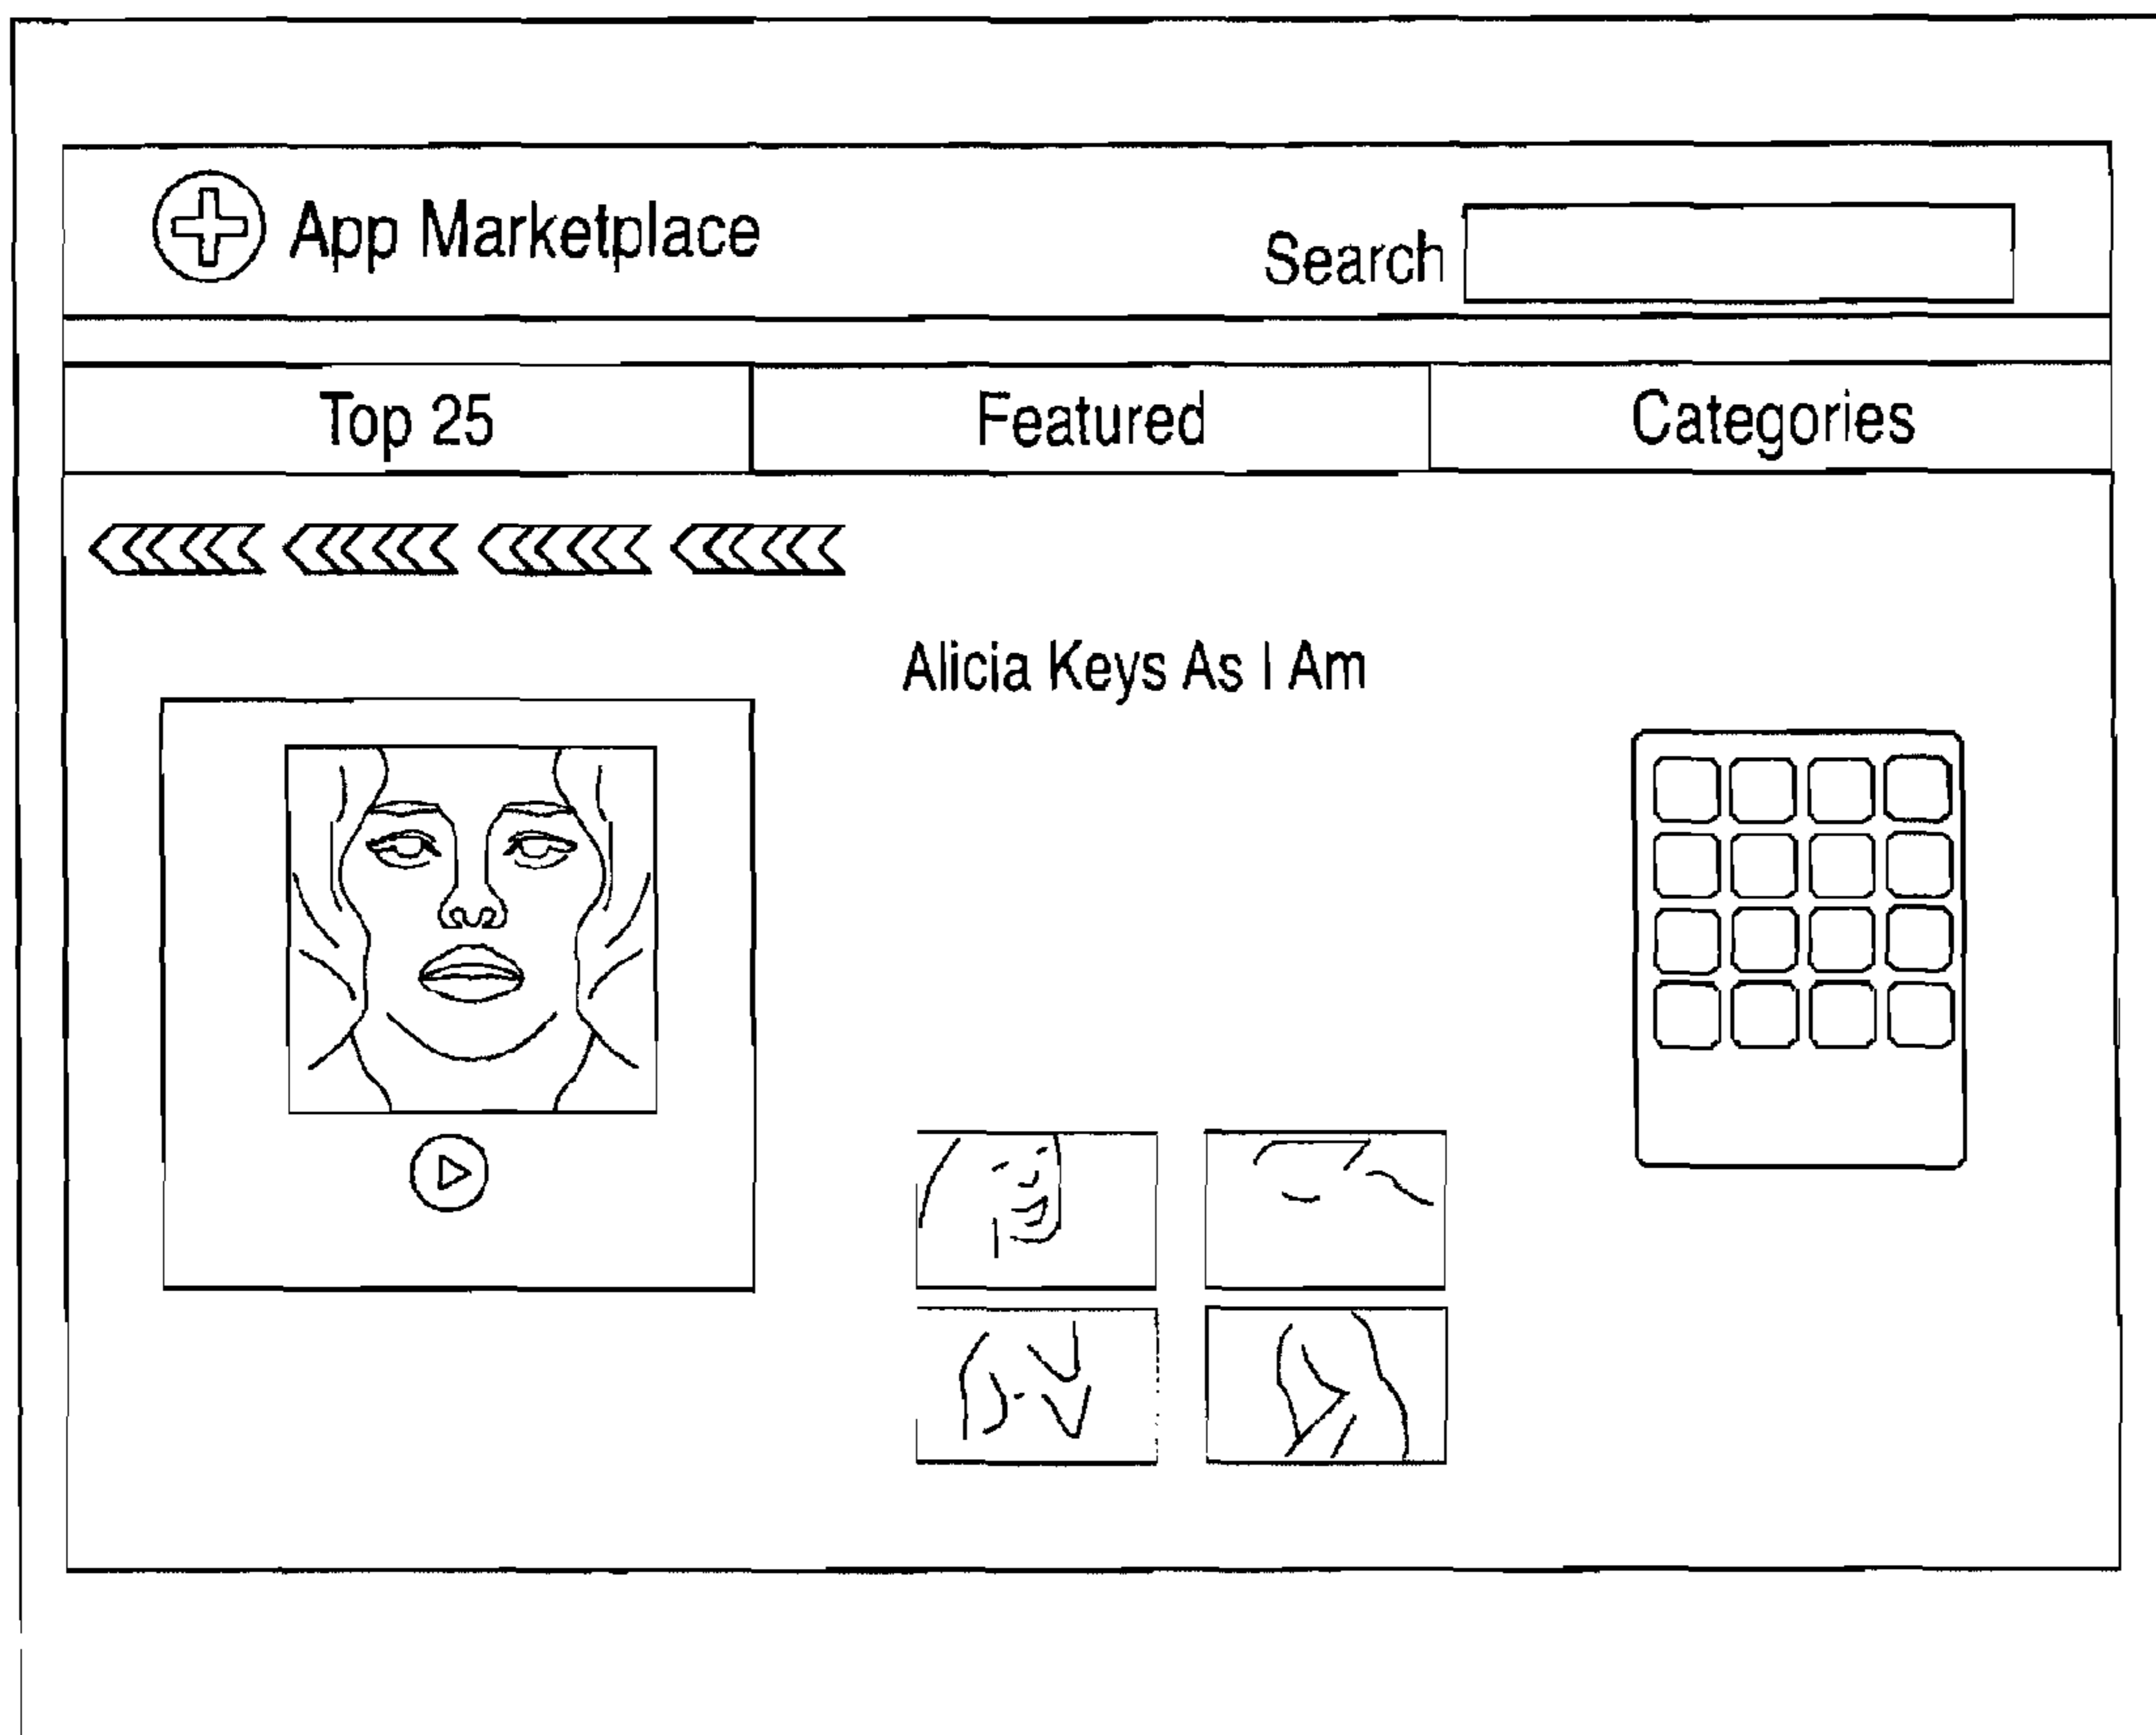 App Marketplace
Search
Top 25
Featured
Categories
Alicia Keys As I Am